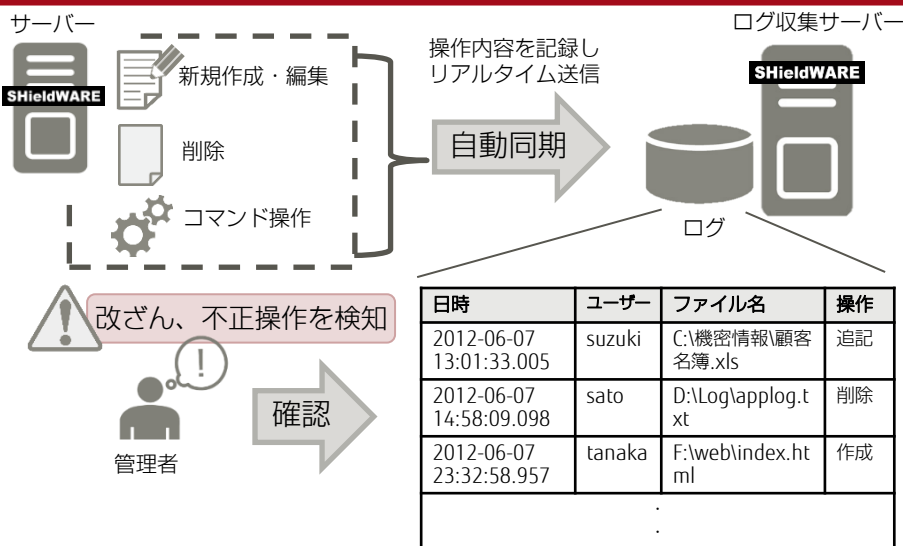 サーバー
SHieldWARE
新規作成・編集
削除
コマンド操作
操作内容を記録し
リアルタイム送信
自動同期
ログ収集サーバー
SHieldWARE
ログ
改ざん、不正操作を検知
!
管理者
確認
日時 ユーザー ファイル名 操作
2012-06-07
13:01:33.005
suzuki
C:\機密情報\顧客
名簿.xls
追記
2012-06-07
14:58:09.098
sato
D:\Log\applog.t
xt
削除
2012-06-07
23:32:58.957
tanaka
F:\web\index.ht
ml
作成
.
.